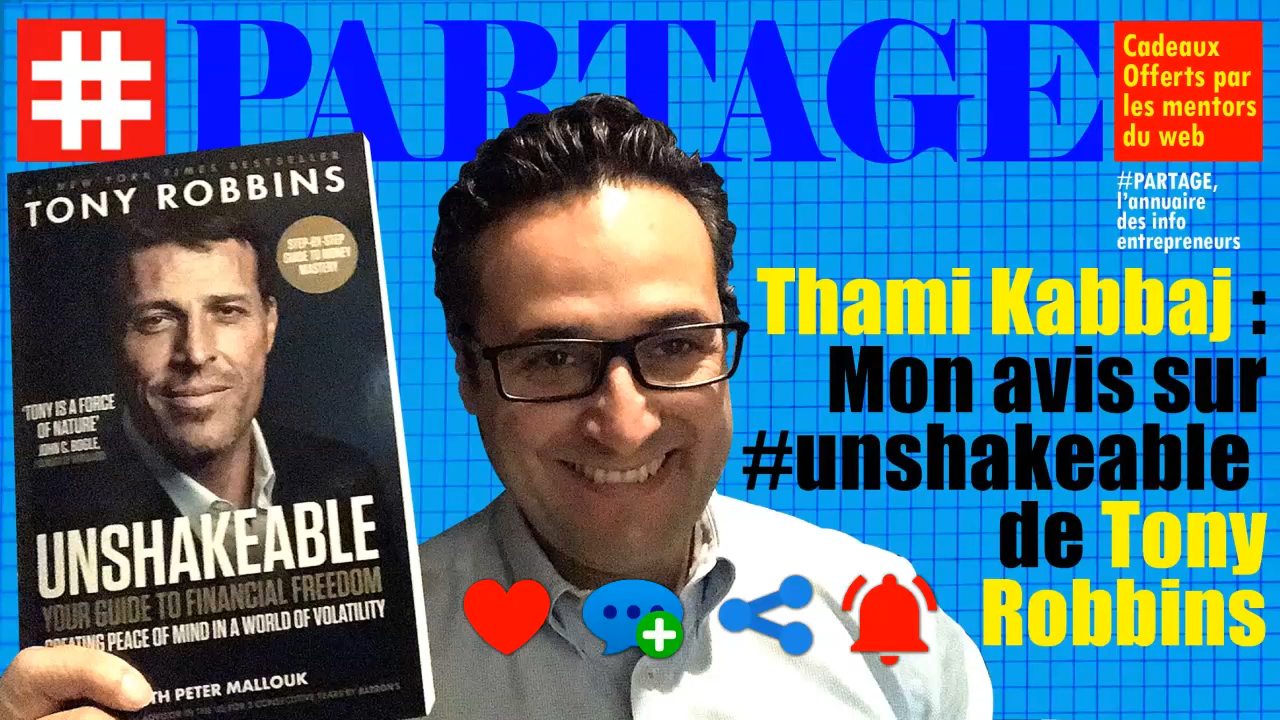 #PARTAGE
Cadeaux
Offerts par
les mentors
du web
#PARTAGE,
l'annuaire
des info
entrepreneurs
#1 NEW YORK TIMES BESTSELLER
TONY ROBBINS
STEP-BY-STEP
GUIDE TO MONEY
MASTERY
'TONY IS A FORCE
OF NATURE'
JOHN C. BOGLE,
UNSHAKEABLE
YOUR GUIDE TO FINANCIAL FREEDOM
CREATING PEACE OF MIND IN A WORLD OF VOLATILITY
TH PETER MALLOUK
Thami Kabbaj :
Mon avis sur
#unshakeable
de Tony
Robbins